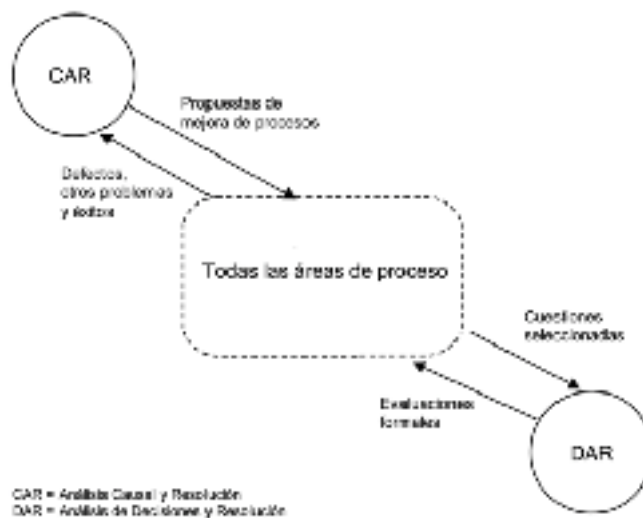 CAR
Propuestas de
mejora de procesos
Defectos,
otros problemas
y éxitos
Todas las áreas de proceso
Cuestiones
seleccionadas
Evaluaciones
formales
DAR
CAR = Análisis Causal y Resolución
DAR = Análisis de Decisiones y Resolución